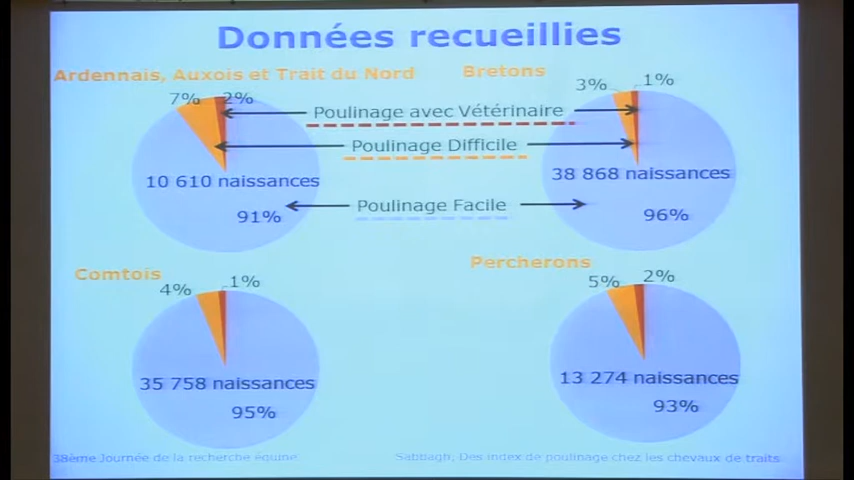 Données recueillies
Ardennais, Auxois et Trait du Nord
Bretons
7%
2%
3%
1%
Poulinage avec Vétérinaire
Poulinage Difficile
10 610 naissances
38 868 naissances
Poulinage Facile
91%
96%
Comtois
Percherons
4%
1%
5%
2%
35 758 naissances
13 274 naissances
95%
93%
38ème Journée de la recherche équine
Sabbagh, Des index de poulinage chez les chevaux de traits